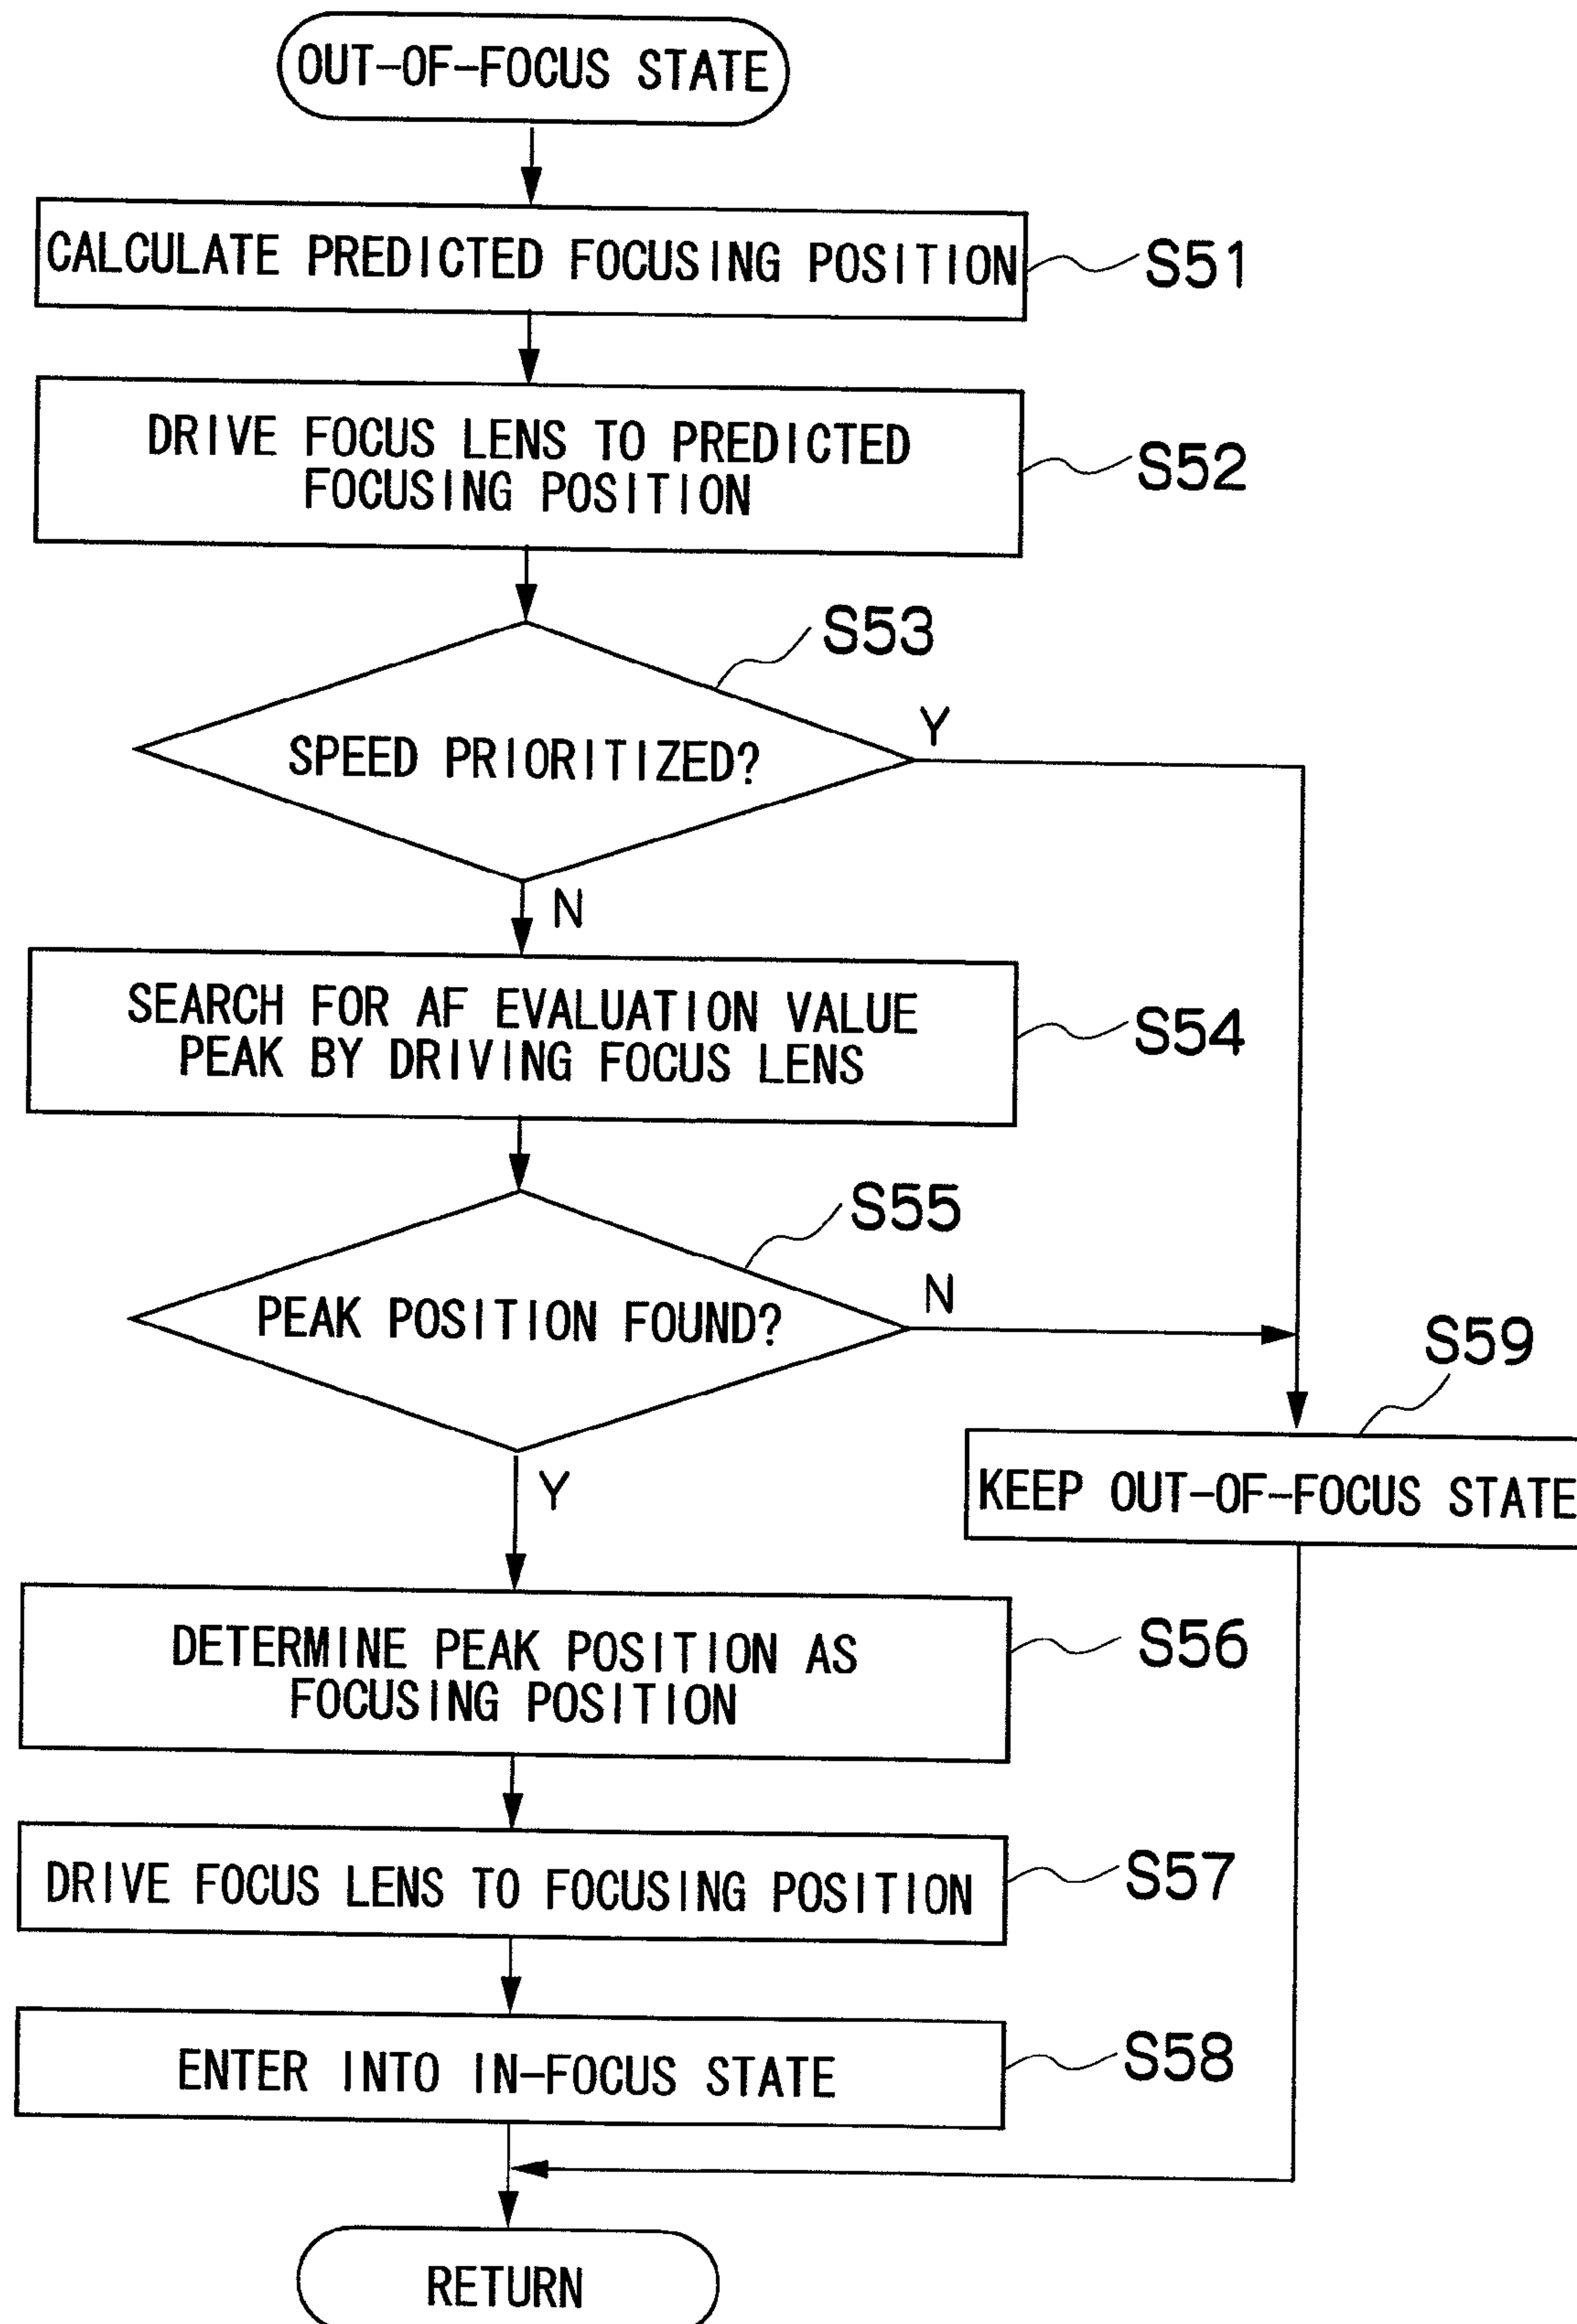 OUT-OF-FOCUS STATE
CALCULATE PREDICTED FOCUSING POSITION
S51
DRIVE FOCUS LENS TO PREDICTED
FOCUSING POSITION
S52
S53
SPEED PRIORITIZED?
Y
N
SEARCH FOR AF EVALUATION VALUE
PEAK BY DRIVING FOCUS LENS
S54
S55
PEAK POSITION FOUND?
N
Y
S59
KEEP OUT-OF-FOCUS STATE
DETERMINE PEAK POSITION AS
FOCUSING POSITION
S56
DRIVE FOCUS LENS TO FOCUSING POSITION
S57
ENTER INTO IN-FOCUS STATE
S58
RETURN